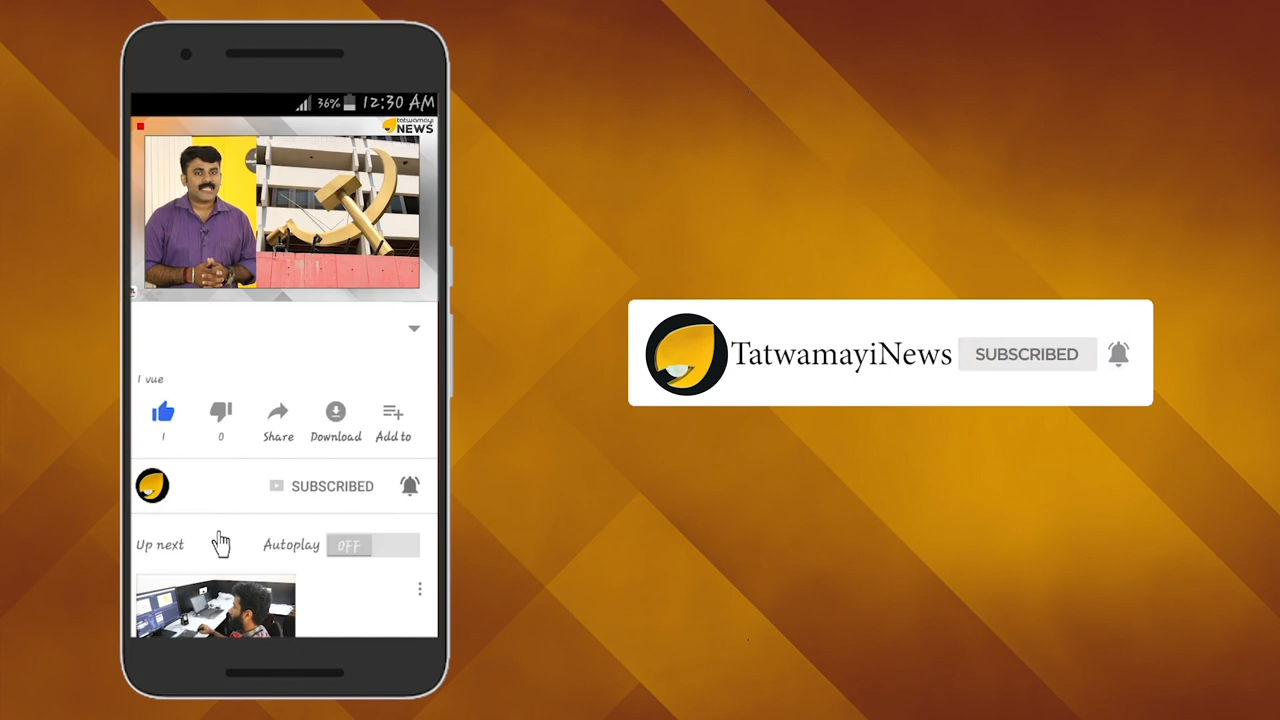 36% 12:30 AM
tatwamayi
NEWS
1 vue
1 0 Share Download Add to
SUBSCRIBED
Up next Autoplay OFF
TatwamayiNews SUBSCRIBED